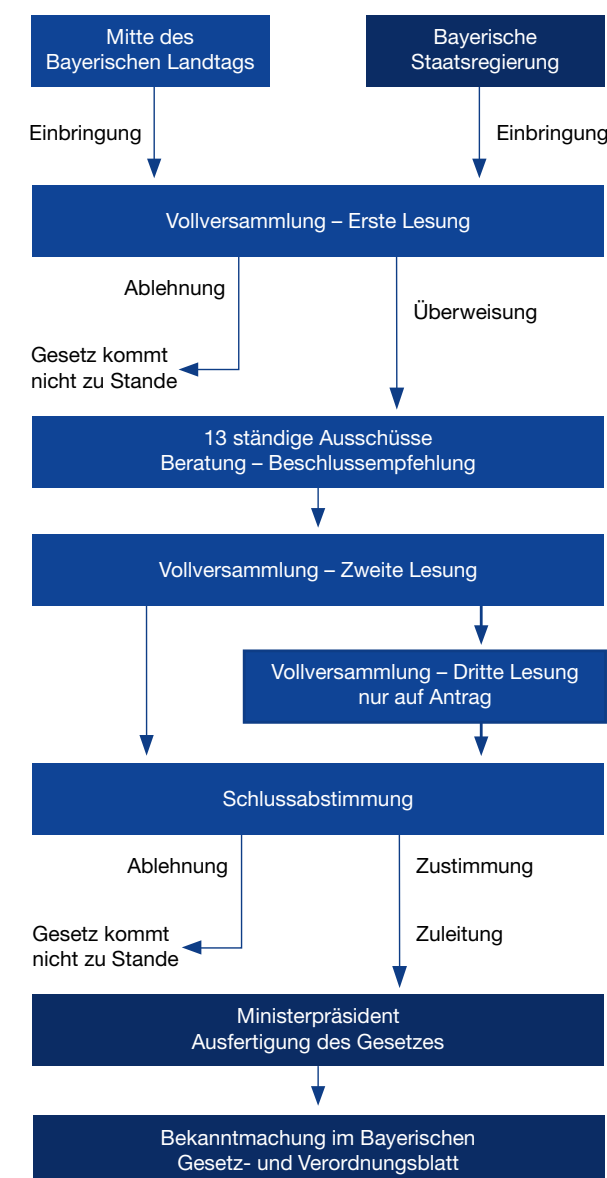 Mitte des
Bayerischen Landtags
Bayerische
Staatsregierung
Einbringung
Einbringung
Vollversammlung – Erste Lesung
Ablehnung
Überweisung
Gesetz kommt
nicht zu Stande
13 ständige Ausschüsse
Beratung – Beschlussempfehlung
Vollversammlung – Zweite Lesung
Vollversammlung – Dritte Lesung
nur auf Antrag
Schlussabstimmung
Ablehnung
Zustimmung
Gesetz kommt
nicht zu Stande
Zuleitung
Ministerpräsident
Ausfertigung des Gesetzes
Bekanntmachung im Bayerischen
Gesetz- und Verordnungsblatt